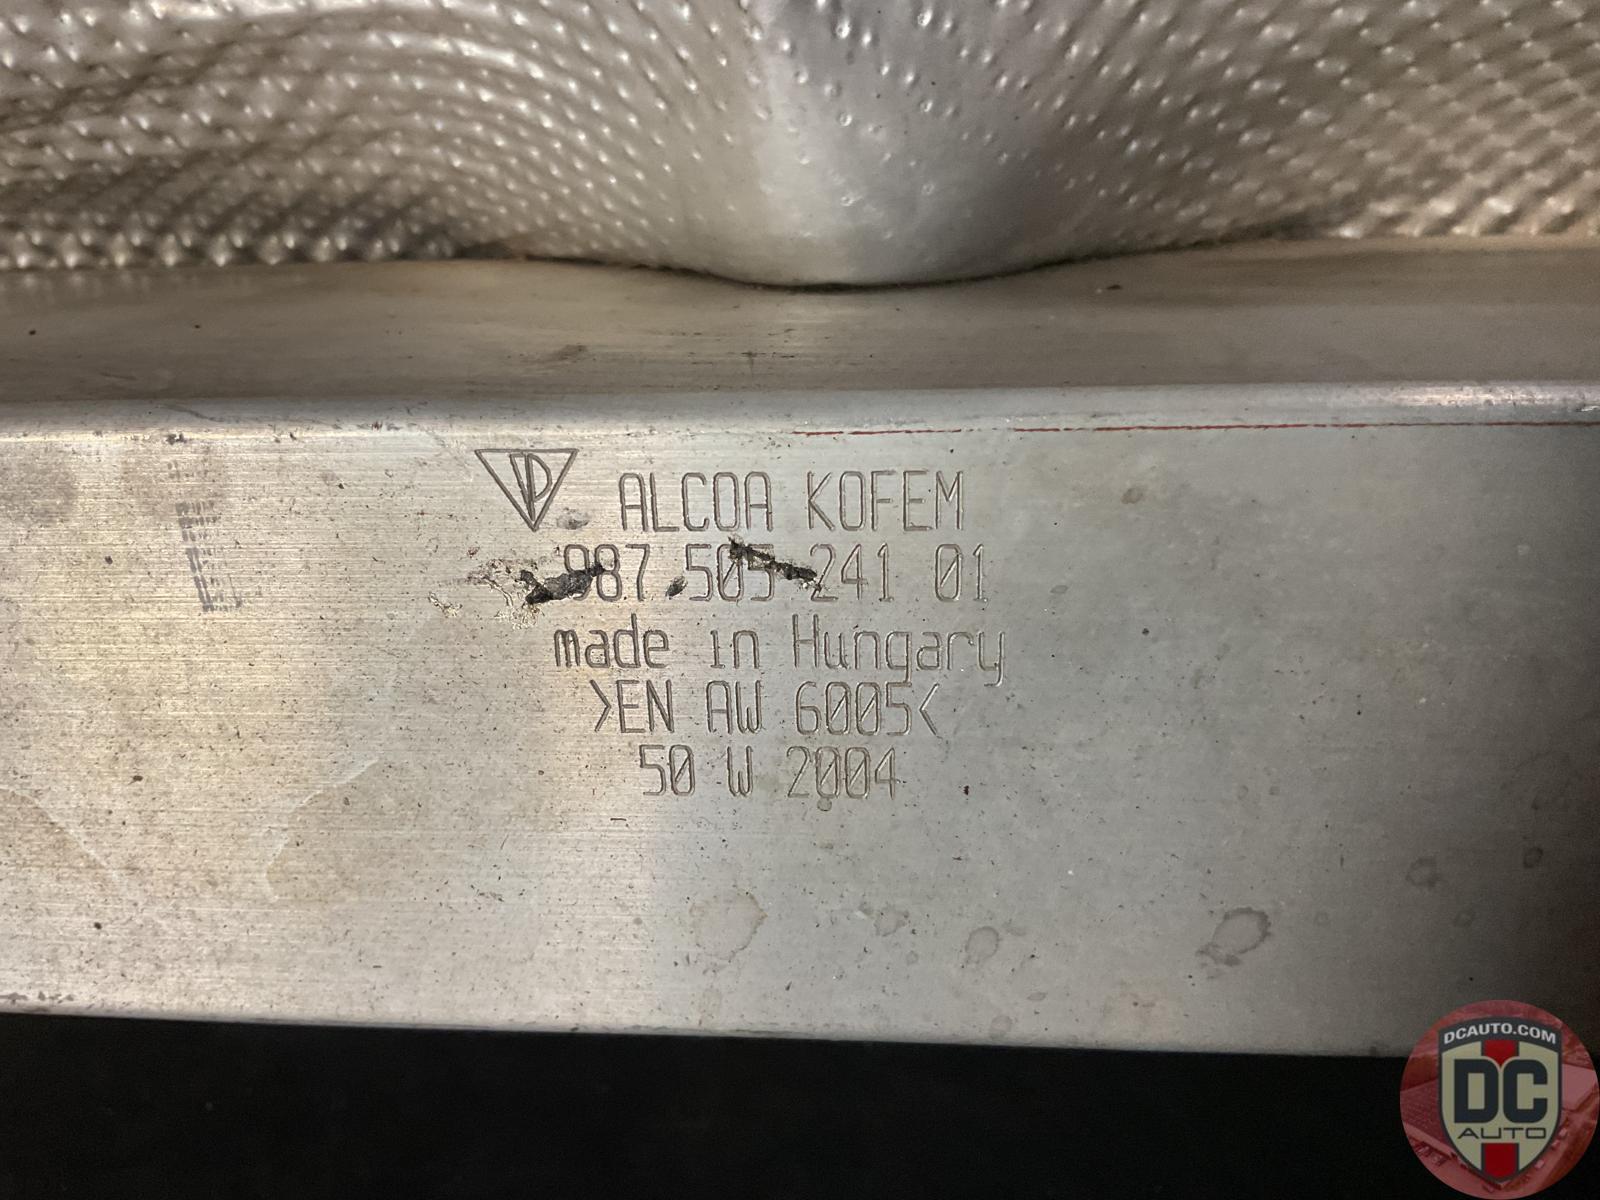 ALCOA KOFEM
987 505 241 01
made in Hungary
>EN AW 6005<
50 W 2004
DCAUTO.COM
DC
AUTO